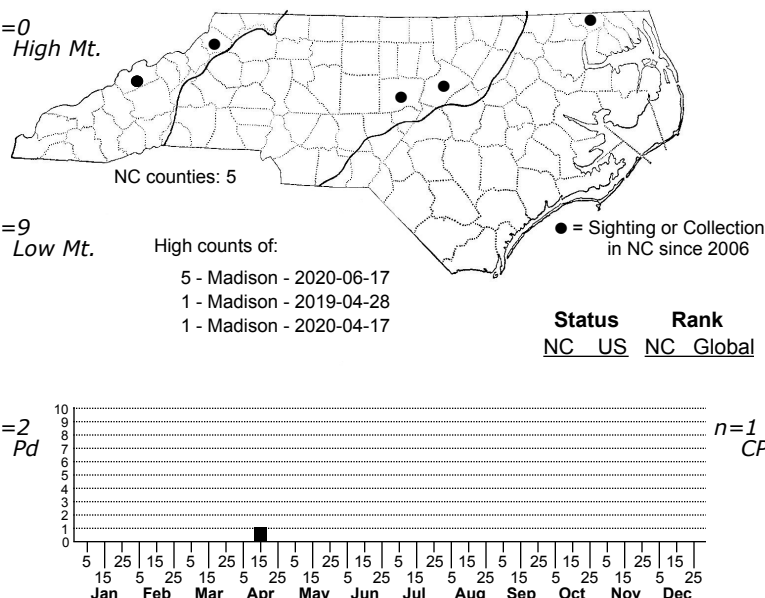 =0
High Mt.
NC counties: 5
=9
Low Mt.
● = Sighting or Collection
in NC since 2006
High counts of:
5 - Madison - 2020-06-17
1 - Madison - 2019-04-28
1 - Madison - 2020-04-17
Status Rank
NC US NC Global
=2
Pd
n=1
CP
10
9
8
7
6
5
4
3
2
1
0
5 25 15 5 25 15 5 25 15 5 25 15 5 25 15 5 25 15
15 5 25 15 5 25 15 5 25 15 5 25 15 5 25 15 5 25
Jan Feb Mar Apr May Jun Jul Aug Sep Oct Nov Dec